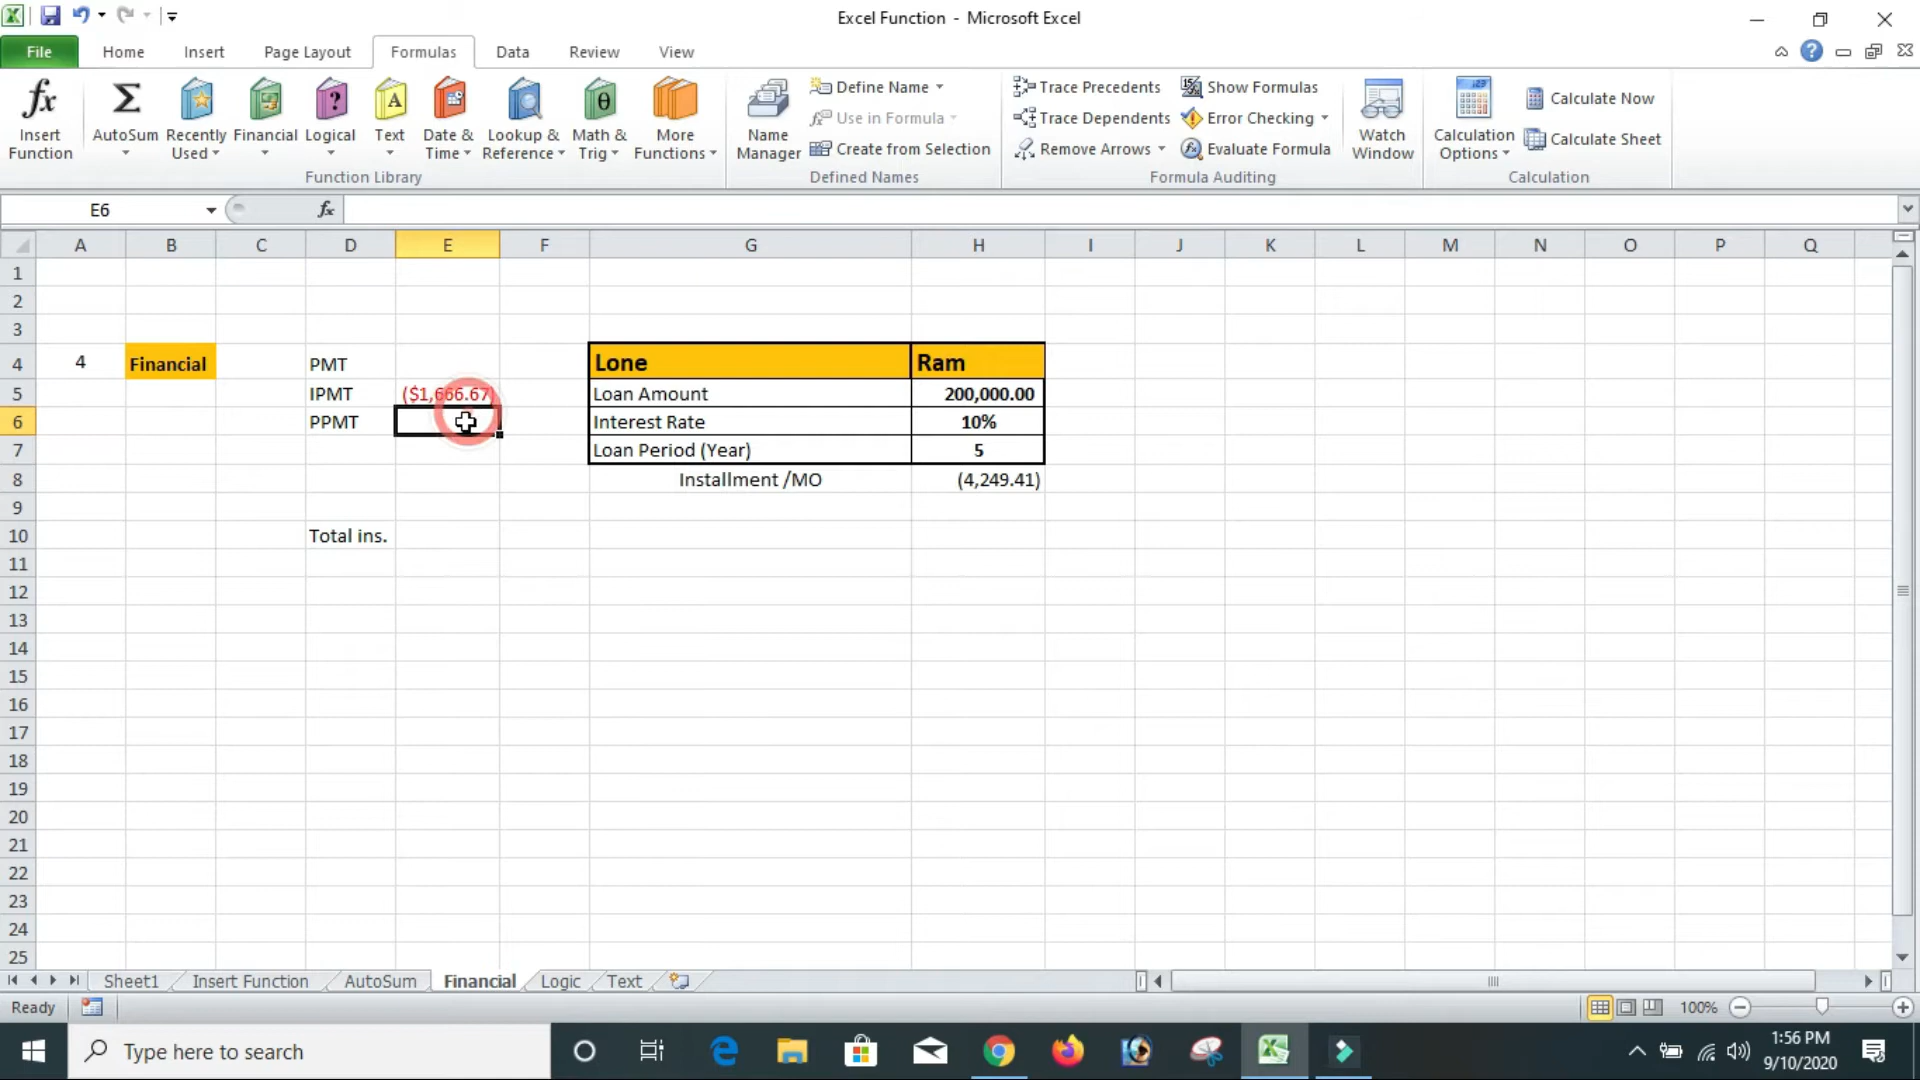 Excel Function - Microsoft Excel
File Home Insert Page Layout Formulas Data Review View
fx Σ ? A θ 123
Insert Function
AutoSum
Recently Used
Financial
Logical
Text
Date & Time
Lookup & Reference
Math & Trig
More Functions
Function Library
Name Manager
Define Name
Use in Formula
Create from Selection
Defined Names
Trace Precedents
Trace Dependents
Remove Arrows
Show Formulas
Error Checking
Evaluate Formula
Formula Auditing
Watch Window
Calculation Options
Calculate Now
Calculate Sheet
Calculation
E6 fx
A B C D E F G H I J K L M N O P Q
1
2
3
4 4 Financial PMT Lone Ram
5 IPMT ($1,666.67) Loan Amount 200,000.00
6 PPMT Interest Rate 10%
7 Loan Period (Year) 5
8 Installment /MO (4,249.41)
9
10 Total ins.
11
12
13
14
15
16
17
18
19
20
21
22
23
24
25
Sheet1 Insert Function AutoSum Financial Logic Text
Ready 100%
Type here to search
1:56 PM
9/10/2020